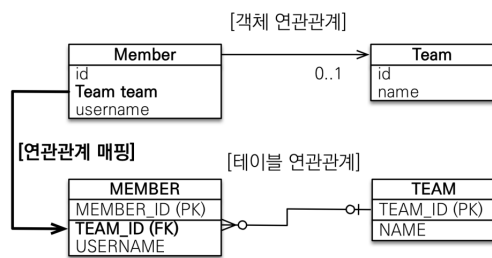 [객체 연관관계]
Member
Team
id
Team team
username
0..1
id
name
[연관관계 매핑]
[테이블 연관관계]
MEMBER
MEMBER_ID (PK)
TEAM_ID (FK)
USERNAME
TEAM
TEAM_ID (PK)
NAME